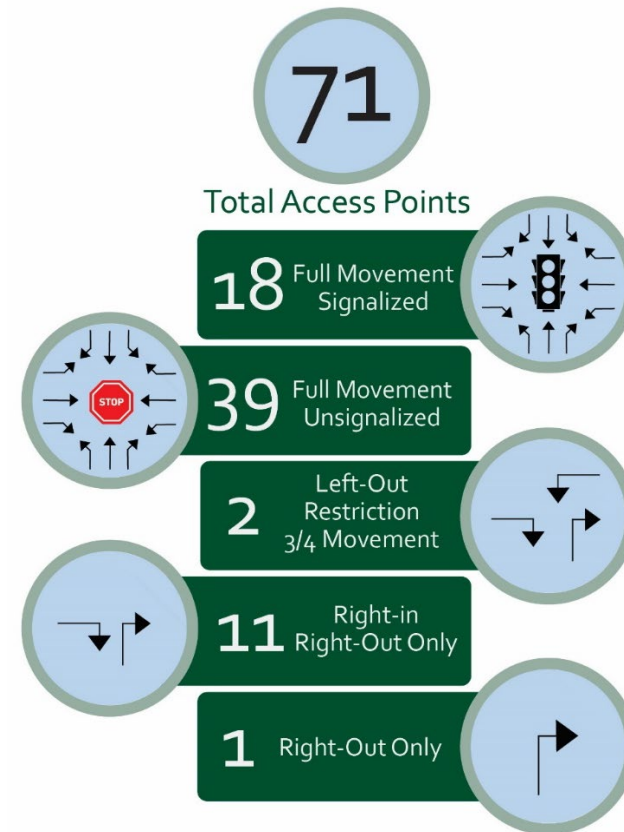 71
Total Access Points
18 Full Movement
Signalized
STOP
39 Full Movement
Unsignalized
2 Left-Out
Restriction
3/4 Movement
11 Right-in
Right-Out Only
1 Right-Out Only